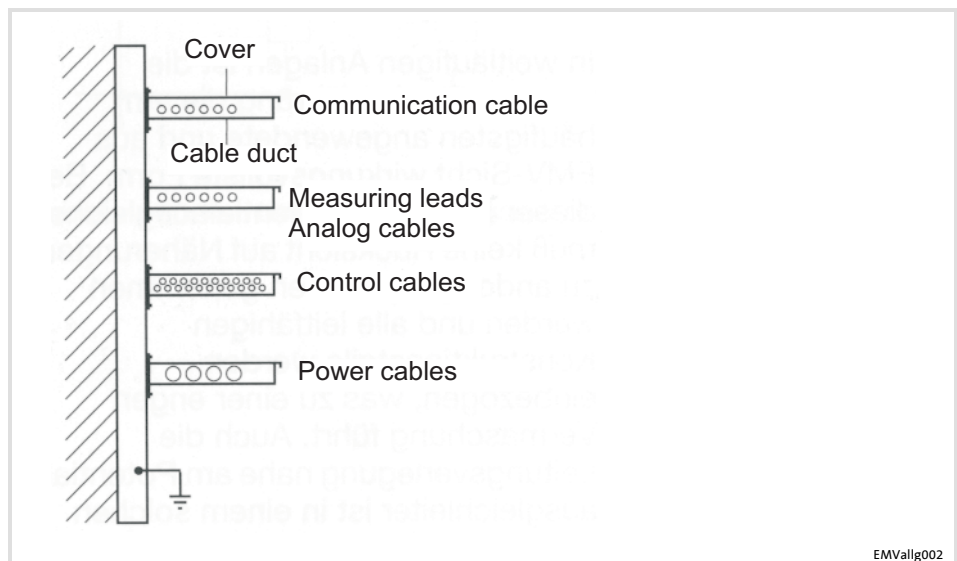 Cover
Communication cable
Cable duct
Measuring leads
Analog cables
Control cables
Power cables
EMVallg002